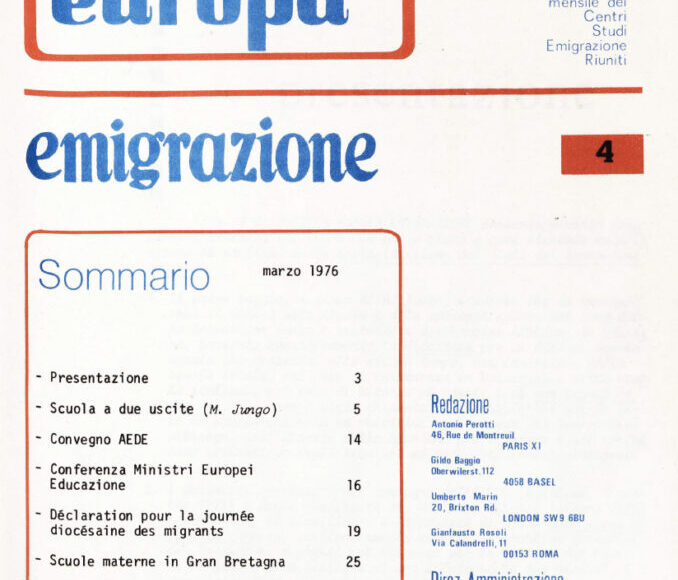 europa
mensile dei
Centri
Studi
Emigrazione
Riuniti
emigrazione
4
Sommario
marzo 1976
- Presentazione 3
- Scuola a due uscite (M. Jungo) 5
- Convegno AEDE 14
- Conferenza Ministri Europei
Educazione 16
- Déclaration pour la journée
diocésaine des migrants 19
- Scuole materne in Gran Bretagna 25
Redazione
Antonio Perotti
46, Rue de Montreuil
PARIS XI
Gildo Baggio
Oberwilerst. 112
4058 BASEL
Umberto Marin
20, Brixton Rd.
LONDON SW9 6BU
Gianfausto Rosoli
Via Calandrelli, 11
00153 ROMA
Direz. Amministrazione